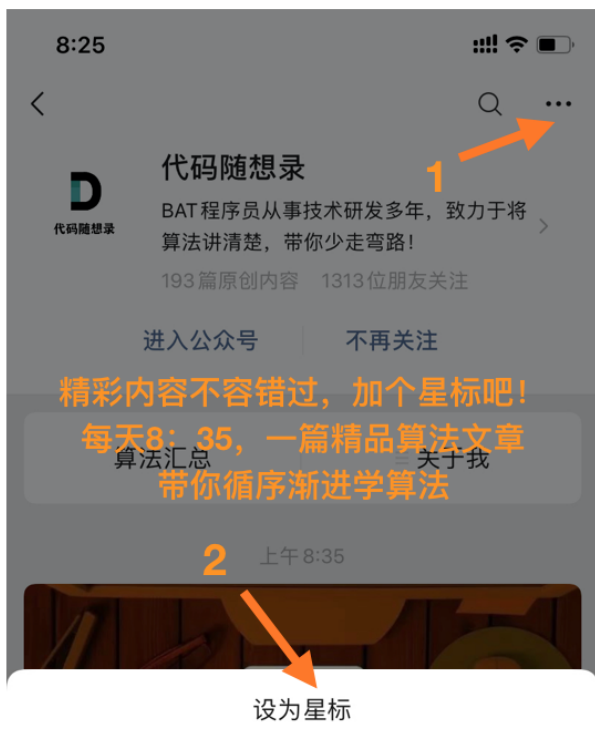 8:25
1
代码随想录
BAT程序员从事技术研发多年，致力于将
算法讲清楚，带你少走弯路！
代码随想录
193篇原创内容 1313位朋友关注
进入公众号 不再关注
精彩内容不容错过，加个星标吧！
每天8：35，一篇精品算法文章
算法汇总 关于我
带你循序渐进学算法
2
上午8:35
设为星标